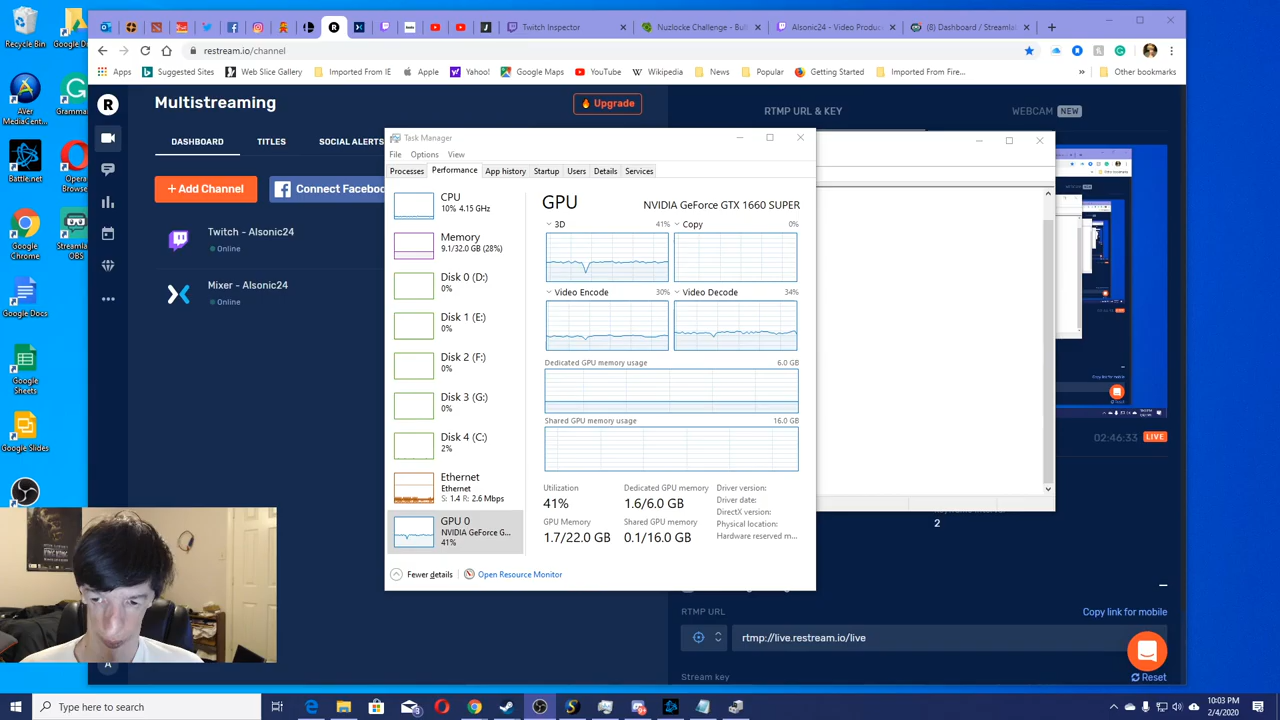 Recycle Bin
Google D
AVer MediaCent...
Gramma
Battle.net
Opera Browse
Google Chrome
Streamla OBS
Google Docs
Google Sheets
Google Slides
Twitch Inspector
Nuzlocke Challenge - Bul
Alsonic24 - Video Produc
(8) Dashboard / Streamlab
restream.io/channel
Apps
Suggested Sites
Web Slice Gallery
Imported From IE
Apple
Yahoo!
Google Maps
YouTube
Wikipedia
News
Popular
Getting Started
Imported From Fire...
Other bookmarks
Multistreaming
Upgrade
DASHBOARD
TITLES
SOCIAL ALERTS
+ Add Channel
Connect Faceboo
Twitch - Alsonic24
Online
Mixer - Alsonic24
Online
RTMP URL & KEY
WEBCAM NEW
02:46:33 LIVE
2
RTMP URL
Copy link for mobile
rtmp://live.restream.io/live
Stream key
Reset
Task Manager
File Options View
Processes Performance App history Startup Users Details Services
CPU
10% 4.15 GHz
Memory
9.1/32.0 GB (28%)
Disk 0 (D:)
0%
Disk 1 (E:)
0%
Disk 2 (F:)
0%
Disk 3 (G:)
0%
Disk 4 (C:)
2%
Ethernet
Ethernet
S: 1.4 R: 2.6 Mbps
GPU 0
NVIDIA GeForce G...
41%
GPU
NVIDIA GeForce GTX 1660 SUPER
3D 41%
Copy 0%
Video Encode 30%
Video Decode 34%
Dedicated GPU memory usage 6.0 GB
Shared GPU memory usage 16.0 GB
Utilization
41%
Dedicated GPU memory
1.6/6.0 GB
GPU Memory
1.7/22.0 GB
Shared GPU memory
0.1/16.0 GB
Driver version:
Driver date:
DirectX version:
Physical location:
Hardware reserved m...
Fewer details
Open Resource Monitor
Type here to search
10:03 PM
2/4/2020